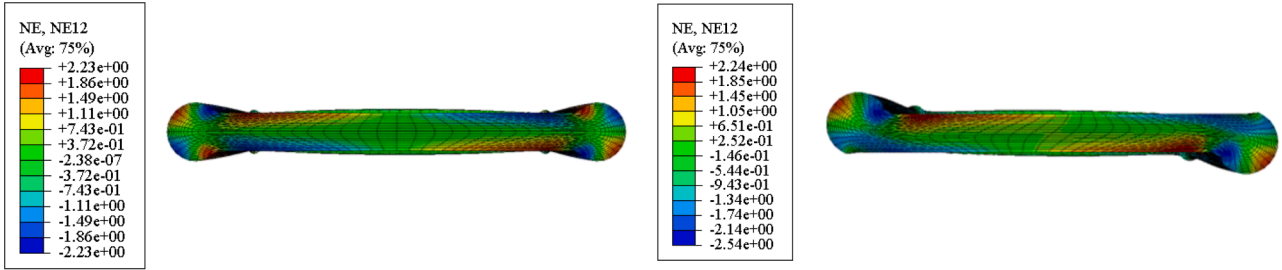 NE, NE12
(Avg: 75%)
+2.23e+00
+1.86e+00
+1.49e+00
+1.11e+00
+7.43e-01
+3.72e-01
-2.38e-07
-3.72e-01
-7.43e-01
-1.11e+00
-1.49e+00
-1.86e+00
-2.23e+00
NE, NE12
(Avg: 75%)
+2.24e+00
+1.85e+00
+1.45e+00
+1.05e+00
+6.51e-01
+2.52e-01
-1.46e-01
-5.44e-01
-9.43e-01
-1.34e+00
-1.74e+00
-2.14e+00
-2.54e+00